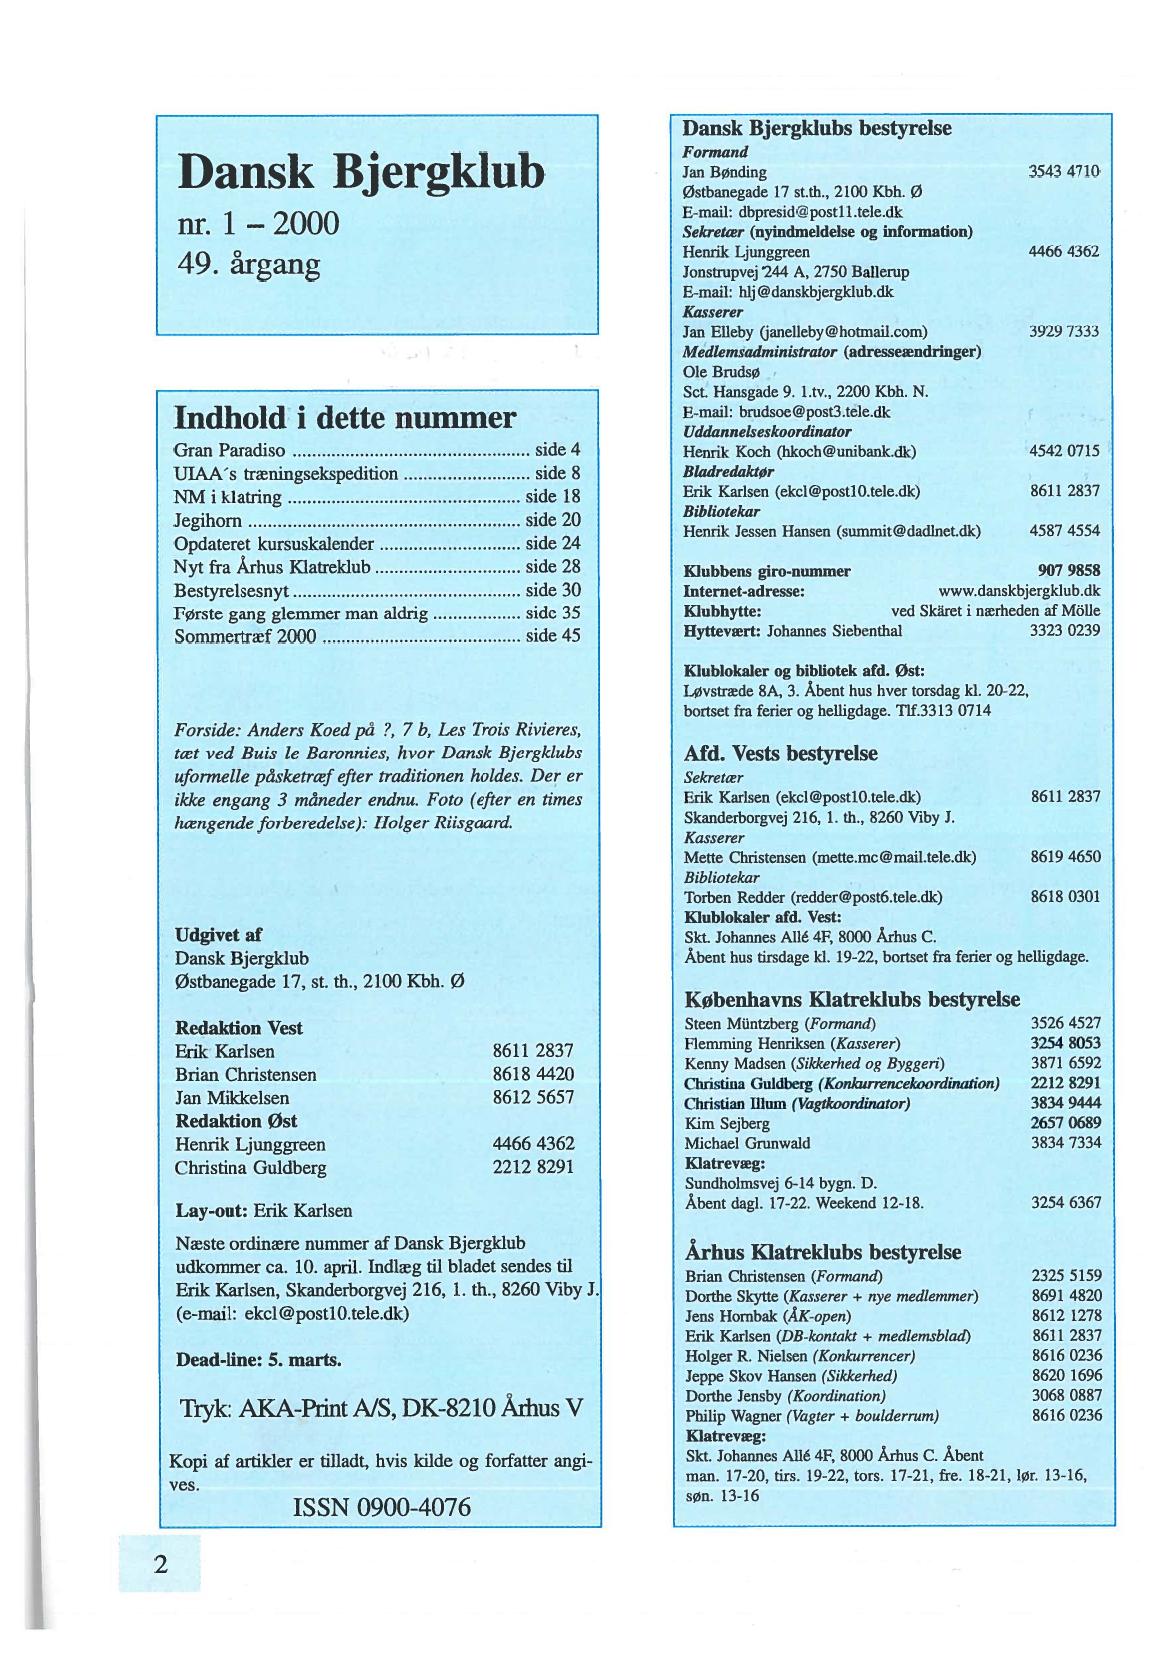 Dansk Bjergklub
nr. 1 – 2000
49. årgang
Indhold i dette nummer
Gran Paradiso ................................................ side 4
UIAA´s træningsekspedition .......................... side 8
NM i klatring ............................................... side 18
Jegihorn ........................................................ side 20
Opdateret kursuskalender ............................. side 24
Nyt fra Århus Klatreklub .............................. side 28
Bestyrelsesnyt ............................................... side 30
Første gang glemmer man aldrig .................. side 35
Sommertræf 2000 ......................................... side 45
Forside: Anders Koed på ?, 7 b, Les Trois Rivieres,
tæt ved Buis le Baronnies, hvor Dansk Bjergklubs
uformelle påsketræf efter traditionen holdes. Der er
ikke engang 3 måneder endnu. Foto (efter en times
hængende forberedelse): Holger Riisgaard.
Udgivet af
Dansk Bjergklub
Østbanegade 17, st. th., 2100 Kbh. Ø
Redaktion Vest
Erik Karlsen 8611 2837
Brian Christensen 8618 4420
Jan Mikkelsen 8612 5657
Redaktion Øst
Henrik Ljunggreen 4466 4362
Christina Guldberg 2212 8291
Lay-out: Erik Karlsen
Næste ordinære nummer af Dansk Bjergklub
udkommer ca. 10. april. Indlæg til bladet sendes til
Erik Karlsen, Skanderborgvej 216, 1. th., 8260 Viby J.
(e-mail: ekcl@post10.tele.dk)
Dead-line: 5. marts.
Tryk: AKA-Print A/S, DK-8210 Århus V
Kopi af artikler er tilladt, hvis kilde og forfatter angi-
ves.
ISSN 0900-4076
2
Dansk Bjergklubs bestyrelse
Formand
Jan Bønding 3543 4710
Østbanegade 17 st.th., 2100 Kbh. Ø
E-mail: dbpresid@post11.tele.dk
Sekretær (nyindmeldelse og information)
Henrik Ljunggreen 4466 4362
Jonstrupvej 244 A, 2750 Ballerup
E-mail: hlj@danskbjergklub.dk
Kasserer
Jan Elleby (janelleby@hotmail.com) 3929 7333
Medlemsadministrator (adresseændringer)
Ole Brudsø
Sct. Hansgade 9. 1.tv., 2200 Kbh. N.
E-mail: brudsoe@post3.tele.dk
Uddannelseskoordinator
Henrik Koch (hkoch@unibank.dk) 4542 0715
Bladredaktør
Erik Karlsen (ekcl@post10.tele.dk) 8611 2837
Bibliotekar
Henrik Jessen Hansen (summit@dadlnet.dk) 4587 4554
Klubbens giro-nummer 907 9858
Internet-adresse: www.danskbjergklub.dk
Klubhytte: ved Skäret i nærheden af Mölle
Hyttevært: Johannes Siebenthal 3323 0239
Klublokaler og bibliotek afd. Øst:
Løvstræde 8A, 3. Åbent hus hver torsdag kl. 20-22,
bortset fra ferier og helligdage. Tlf.3313 0714
Afd. Vests bestyrelse
Sekretær
Erik Karlsen (ekcl@post10.tele.dk) 8611 2837
Skanderborgvej 216, 1. th., 8260 Viby J.
Kasserer
Mette Christensen (mette.mc@mail.tele.dk) 8619 4650
Bibliotekar
Torben Redder (redder@post6.tele.dk) 8618 0301
Klublokaler afd. Vest:
Skt. Johannes Allé 4F, 8000 Århus C.
Åbent hus tirsdage kl. 19-22, bortset fra ferier og helligdage.
Københavns Klatreklubs bestyrelse
Steen Müntzberg (Formand) 3526 4527
Flemming Henriksen (Kasserer) 3254 8053
Kenny Madsen (Sikkerhed og Byggeri) 3871 6592
Christina Guldberg (Konkurrencekoordination) 2212 8291
Christian Illum (Vagtkoordinator) 3834 9444
Kim Sejberg 2657 0689
Michael Grunwald 3834 7334
Klatrevæg:
Sundholmsvej 6-14 bygn. D.
Åbent dagl. 17-22. Weekend 12-18. 3254 6367
Århus Klatreklubs bestyrelse
Brian Christensen (Formand) 2325 5159
Dorthe Skytte (Kasserer + nye medlemmer) 8691 4820
Jens Hornbak (ÅK-open) 8612 1278
Erik Karlsen (DB-kontakt + medlemsblad) 8611 2837
Holger R. Nielsen (Konkurrencer) 8616 0236
Jeppe Skov Hansen (Sikkerhed) 8620 1696
Dorthe Jensby (Koordination) 3068 0887
Philip Wagner (Vagter + boulderrum) 8616 0236
Klatrevæg:
Skt. Johannes Allé 4F, 8000 Århus C. Åbent
man. 17-20, tirs. 19-22, tors. 17-21, fre. 18-21, lør. 13-16,
søn. 13-16